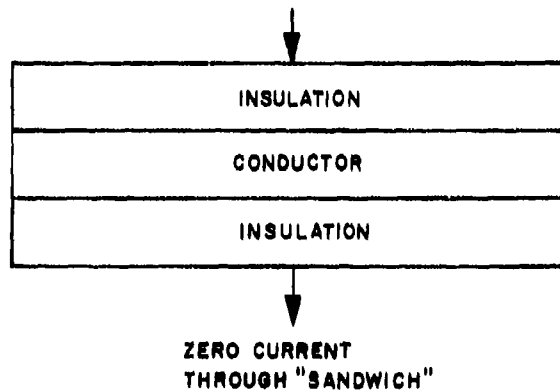 INSULATION
CONDUCTOR
INSULATION
ZERO CURRENT
THROUGH "SANDWICH"